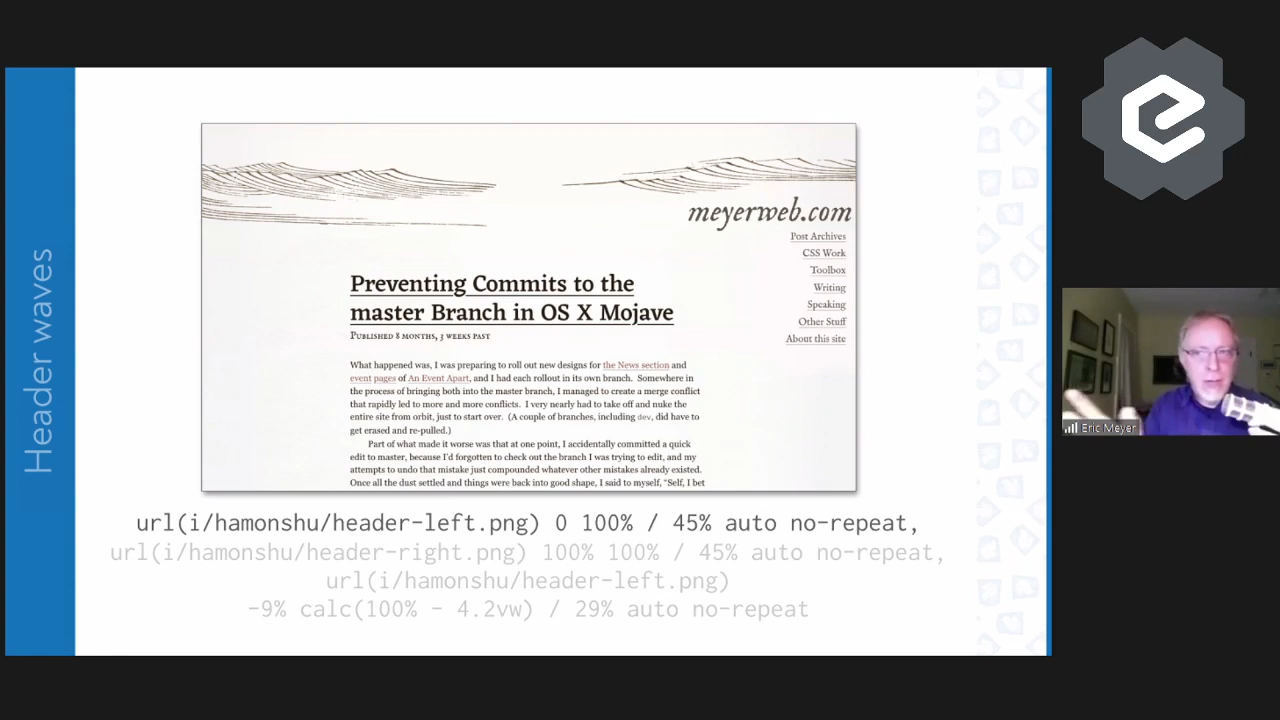 Header waves
meyerweb.com
Post Archives
CSS Work
Toolbox
Writing
Speaking
Other Stuff
About this site
Preventing Commits to the
master Branch in OS X Mojave
Published 8 months, 3 weeks past
What happened was, I was preparing to roll out new designs for the News section and
event pages of An Event Apart, and I had each rollout in its own branch. Somewhere in
the process of bringing both into the master branch, I managed to create a merge conflict
that rapidly led to more and more conflicts. I very nearly had to take off and nuke the
entire site from orbit, just to start over. (A couple of branches, including dev, did have to
get erased and re-pulled.)
Part of what made it worse was that at one point, I accidentally committed a quick
edit to master, because I'd forgotten to check out the branch I was trying to edit, and my
attempts to undo that mistake just compounded whatever other mistakes already existed.
Once all the dust settled and things were back into good shape, I said to myself, “Self, I bet
url(i/hamonshu/header-left.png) 0 100% / 45% auto no-repeat,
url(i/hamonshu/header-right.png) 100% 100% / 45% auto no-repeat,
url(i/hamonshu/header-left.png)
-9% calc(100% - 4.2vw) / 29% auto no-repeat
e
Eric Meyer